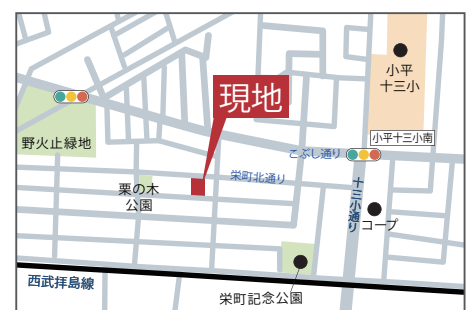 小平
十三小
現地
小平十三小南
野火止緑地
こぶし通り
栄町北通り
栗の木
公園
十三小通り
コープ
西武拝島線
栄町記念公園